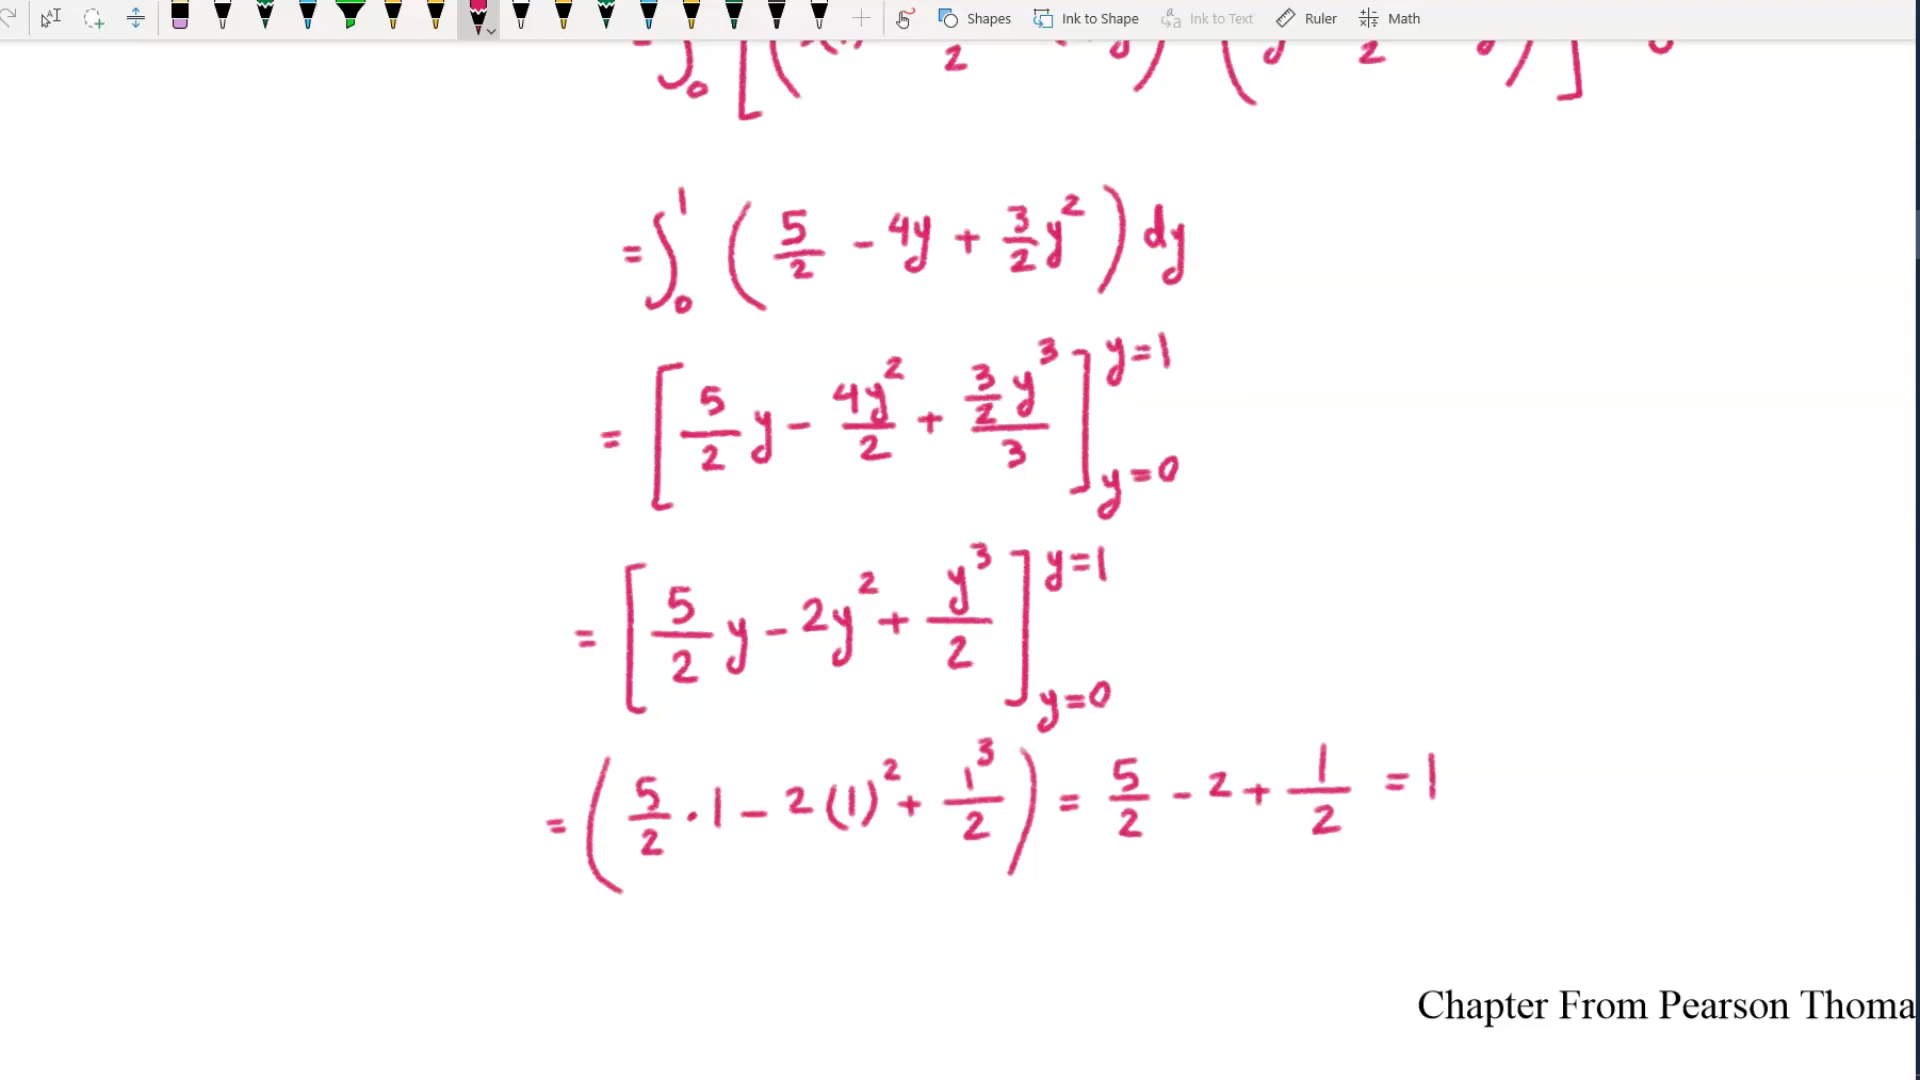 Shapes Ink to Shape Ink to Text Ruler Math
= ∫₀¹ ( 5/2 - 4y + 3/2 y² ) dy
= [ 5/2 y - 4y²/2 + (3/2 y³)/3 ]_{y=0}^{y=1}
= [ 5/2 y - 2y² + y³/2 ]_{y=0}^{y=1}
= ( 5/2 · 1 - 2(1)² + 1³/2 ) = 5/2 - 2 + 1/2 = 1
Chapter From Pearson Thoma